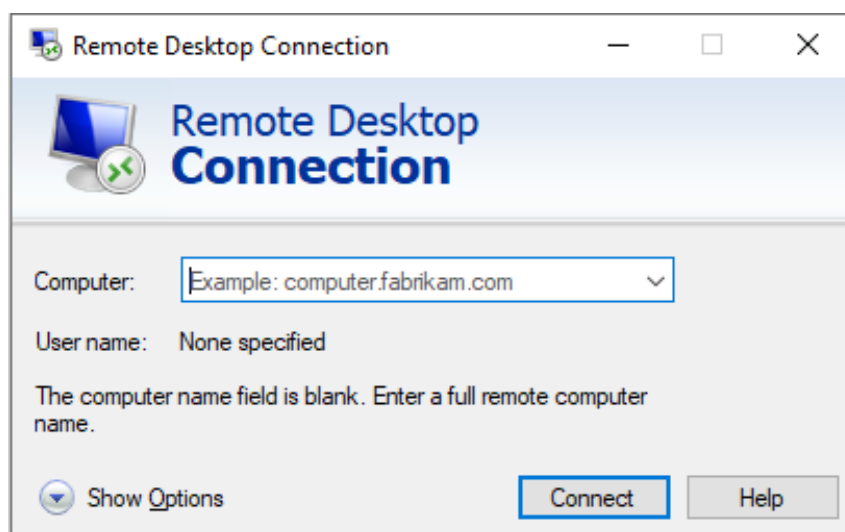 Remote Desktop Connection
Remote Desktop
Connection
Computer: Example: computer.fabrikam.com
User name: None specified
The computer name field is blank. Enter a full remote computer
name.
Show Options Connect Help